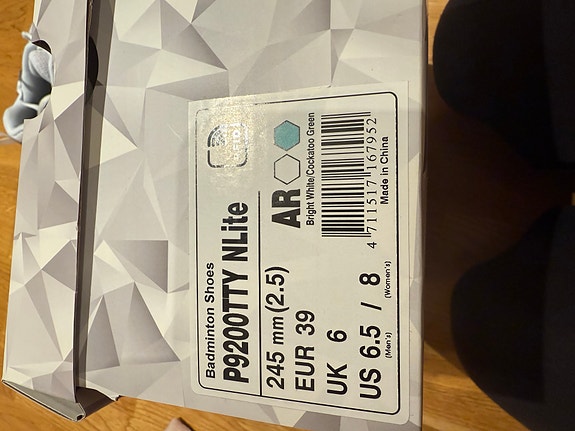 Badminton Shoes
P9200TTY NLite
245 mm (2.5)
EUR 39
UK 6
US 6.5 / 8
(Men's) (Women's)
AR
Bright White/Cockatoo Green
4 711517 167952
Made in China